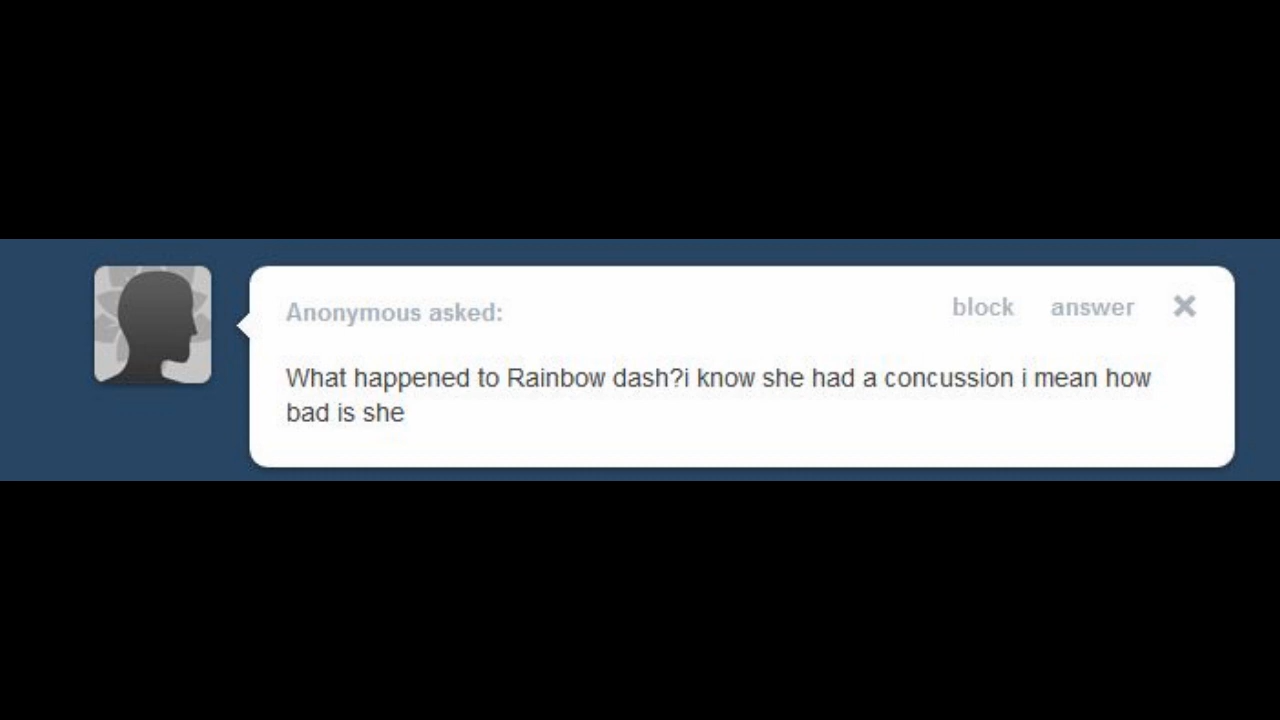 Anonymous asked:
block answer
What happened to Rainbow dash?i know she had a concussion i mean how
bad is she